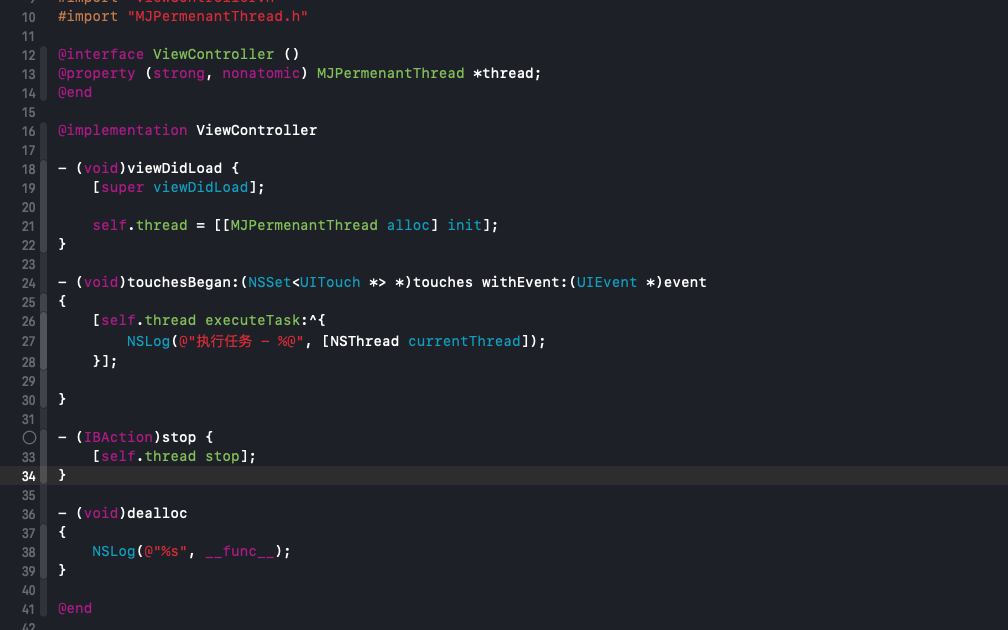 10 #import "MJPermenantThread.h"
11
12 @interface ViewController ()
13 @property (strong, nonatomic) MJPermenantThread *thread;
14 @end
15
16 @implementation ViewController
17
18 - (void)viewDidLoad {
19 [super viewDidLoad];
20
21 self.thread = [[MJPermenantThread alloc] init];
22 }
23
24 - (void)touchesBegan:(NSSet<UITouch *> *)touches withEvent:(UIEvent *)event
25 {
26 [self.thread executeTask:^{
27 NSLog(@"执行任务 - %@", [NSThread currentThread]);
28 }];
29
30 }
31
- (IBAction)stop {
33 [self.thread stop];
34 }
35
36 - (void)dealloc
37 {
38 NSLog(@"%s", __func__);
39 }
40
41 @end
42